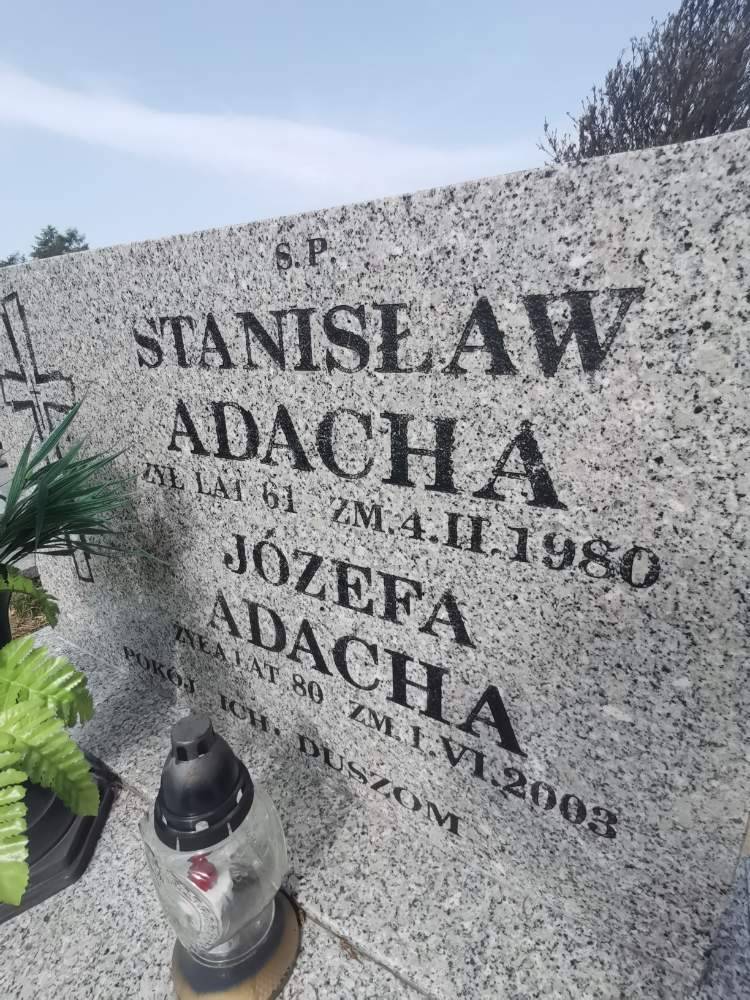 Ś.P.
STANISŁAW
ADACHA
ŻYŁ LAT 61 ZM. 4.II.1980
JÓZEFA
ADACHA
ŻYŁA LAT 80 ZM. 1.VI.2003
POKÓJ ICH DUSZOM